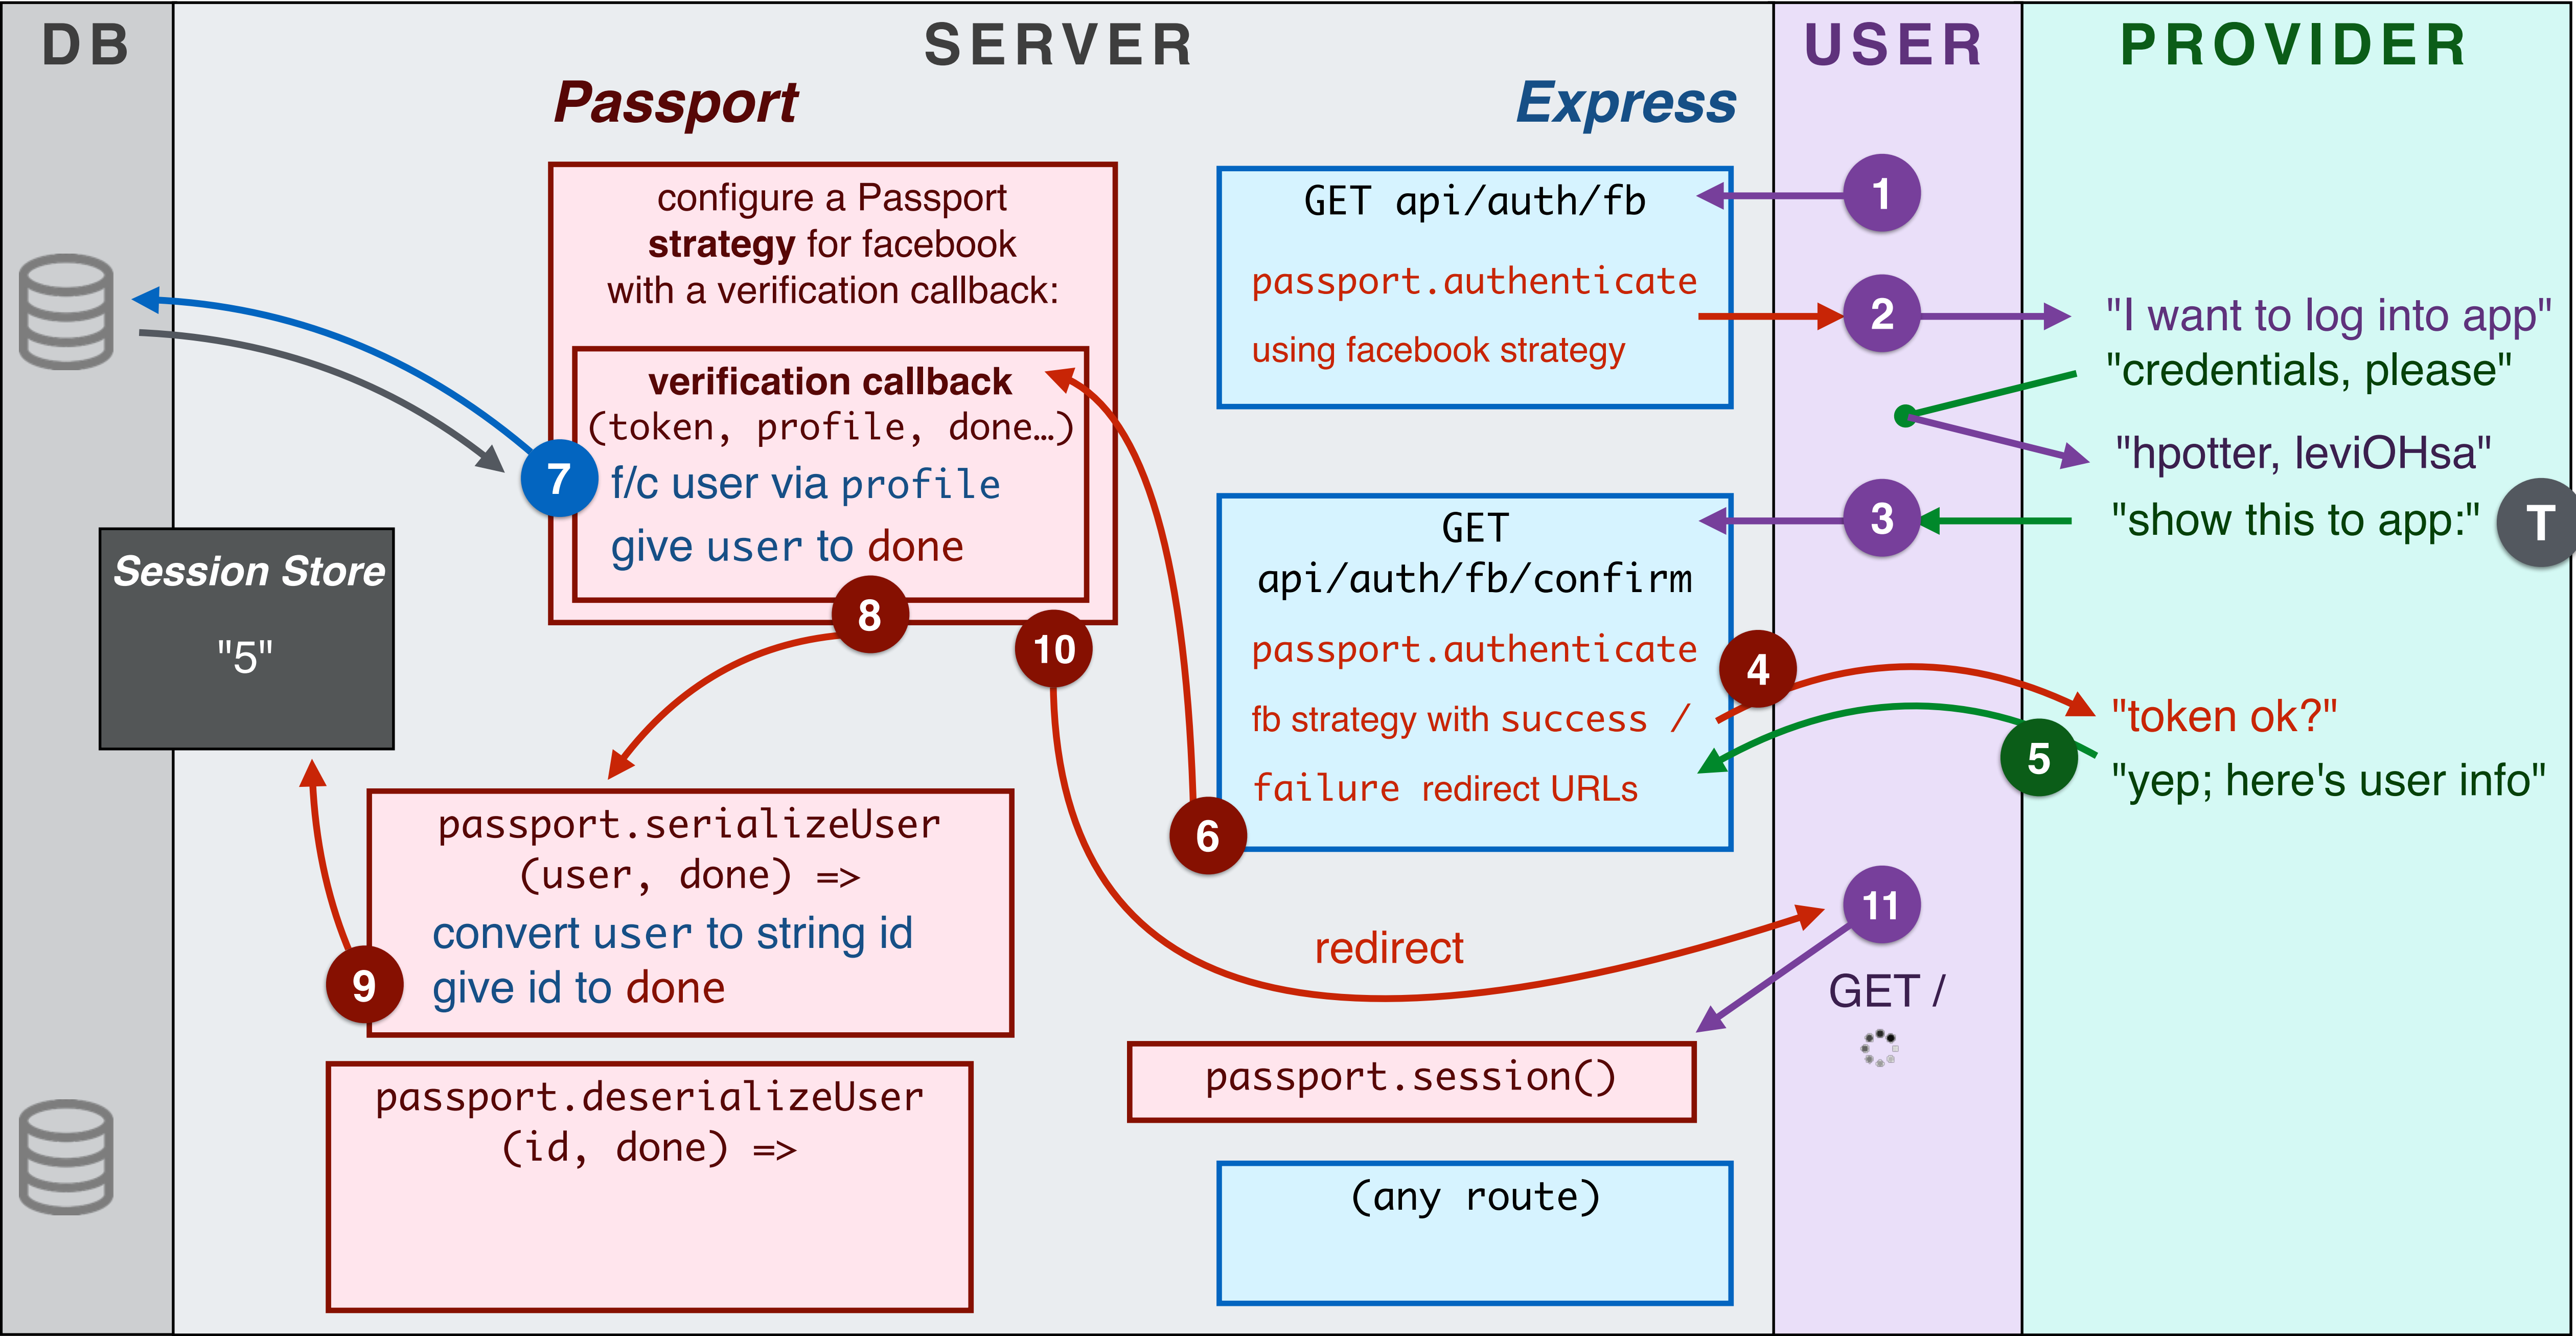 DB
SERVER
USER
PROVIDER
Passport
Express
configure a Passport
strategy for facebook
with a verification callback:
verification callback
(token, profile, done…)
7
f/c user via profile
give user to done
8
10
Session Store
"5"
passport.serializeUser
(user, done) =>
convert user to string id
9
give id to done
passport.deserializeUser
(id, done) =>
GET api/auth/fb
passport.authenticate
using facebook strategy
GET
api/auth/fb/confirm
passport.authenticate
fb strategy with success /
failure redirect URLs
6
redirect
passport.session()
(any route)
1
2
3
4
5
11
GET /
"I want to log into app"
"credentials, please"
"hpotter, leviOHsa"
"show this to app:"
T
"token ok?"
"yep; here's user info"